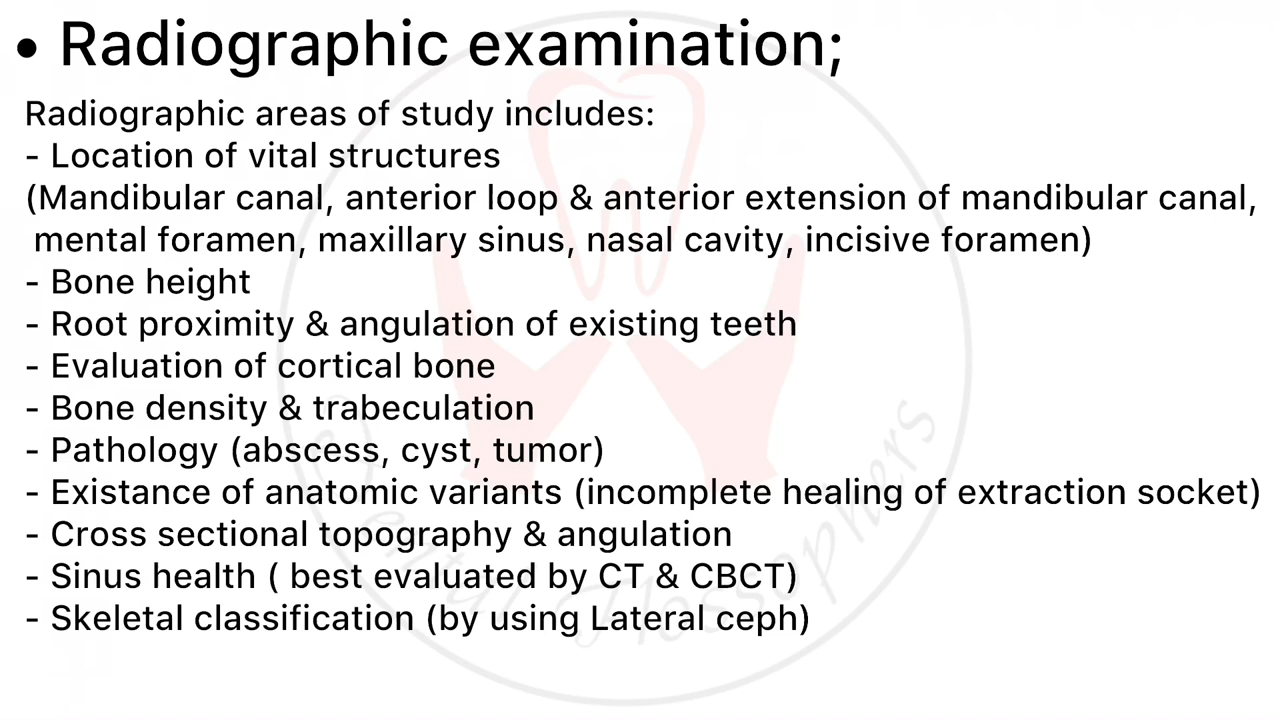 • Radiographic examination;
Radiographic areas of study includes:
- Location of vital structures
(Mandibular canal, anterior loop & anterior extension of mandibular canal,
mental foramen, maxillary sinus, nasal cavity, incisive foramen)
- Bone height
- Root proximity & angulation of existing teeth
- Evaluation of cortical bone
- Bone density & trabeculation
- Pathology (abscess, cyst, tumor)
- Existance of anatomic variants (incomplete healing of extraction socket)
- Cross sectional topography & angulation
- Sinus health ( best evaluated by CT & CBCT)
- Skeletal classification (by using Lateral ceph)